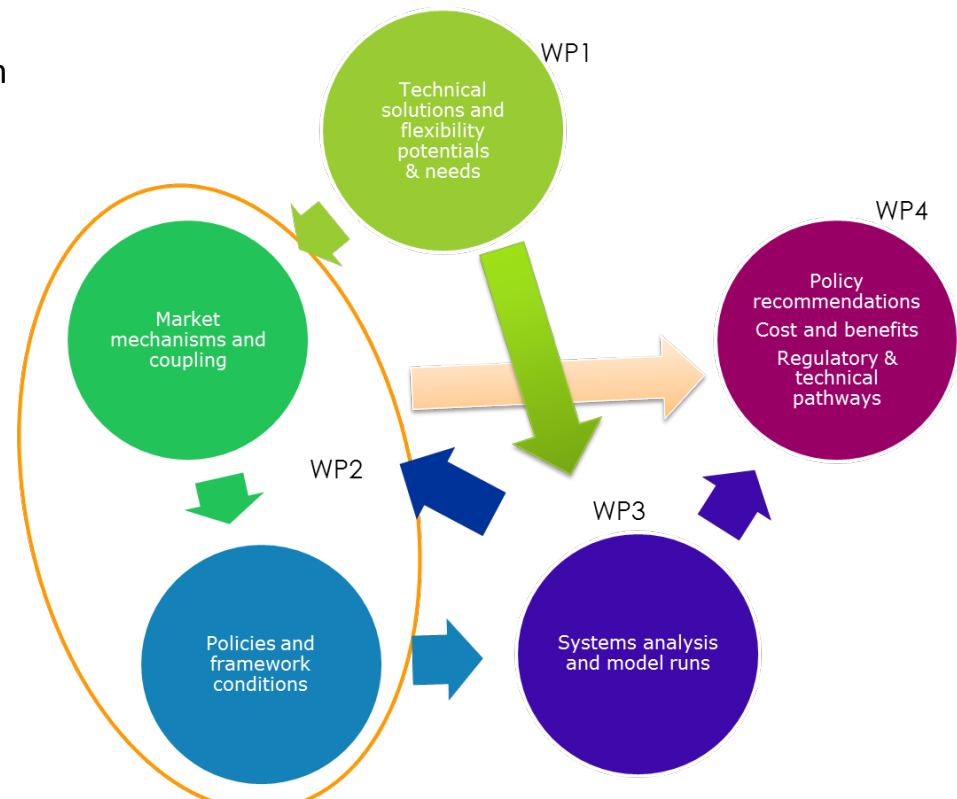 WP1
Technical
solutions and
flexibility
potentials
& needs
WP4
Policy
recommendations
Cost and benefits
Regulatory &
technical
pathways
Market
mechanisms and
coupling
WP2
WP3
Policies and
framework
conditions
Systems analysis
and model runs